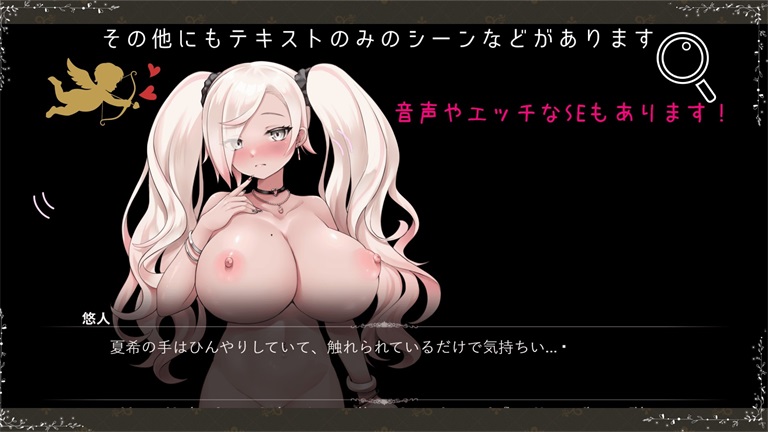 その他にもテキストのみのシーンなどがあります
音声やエッチなSEもあります！
悠人
夏希の手はひんやりしていて、触れられているだけで気持ちい…・